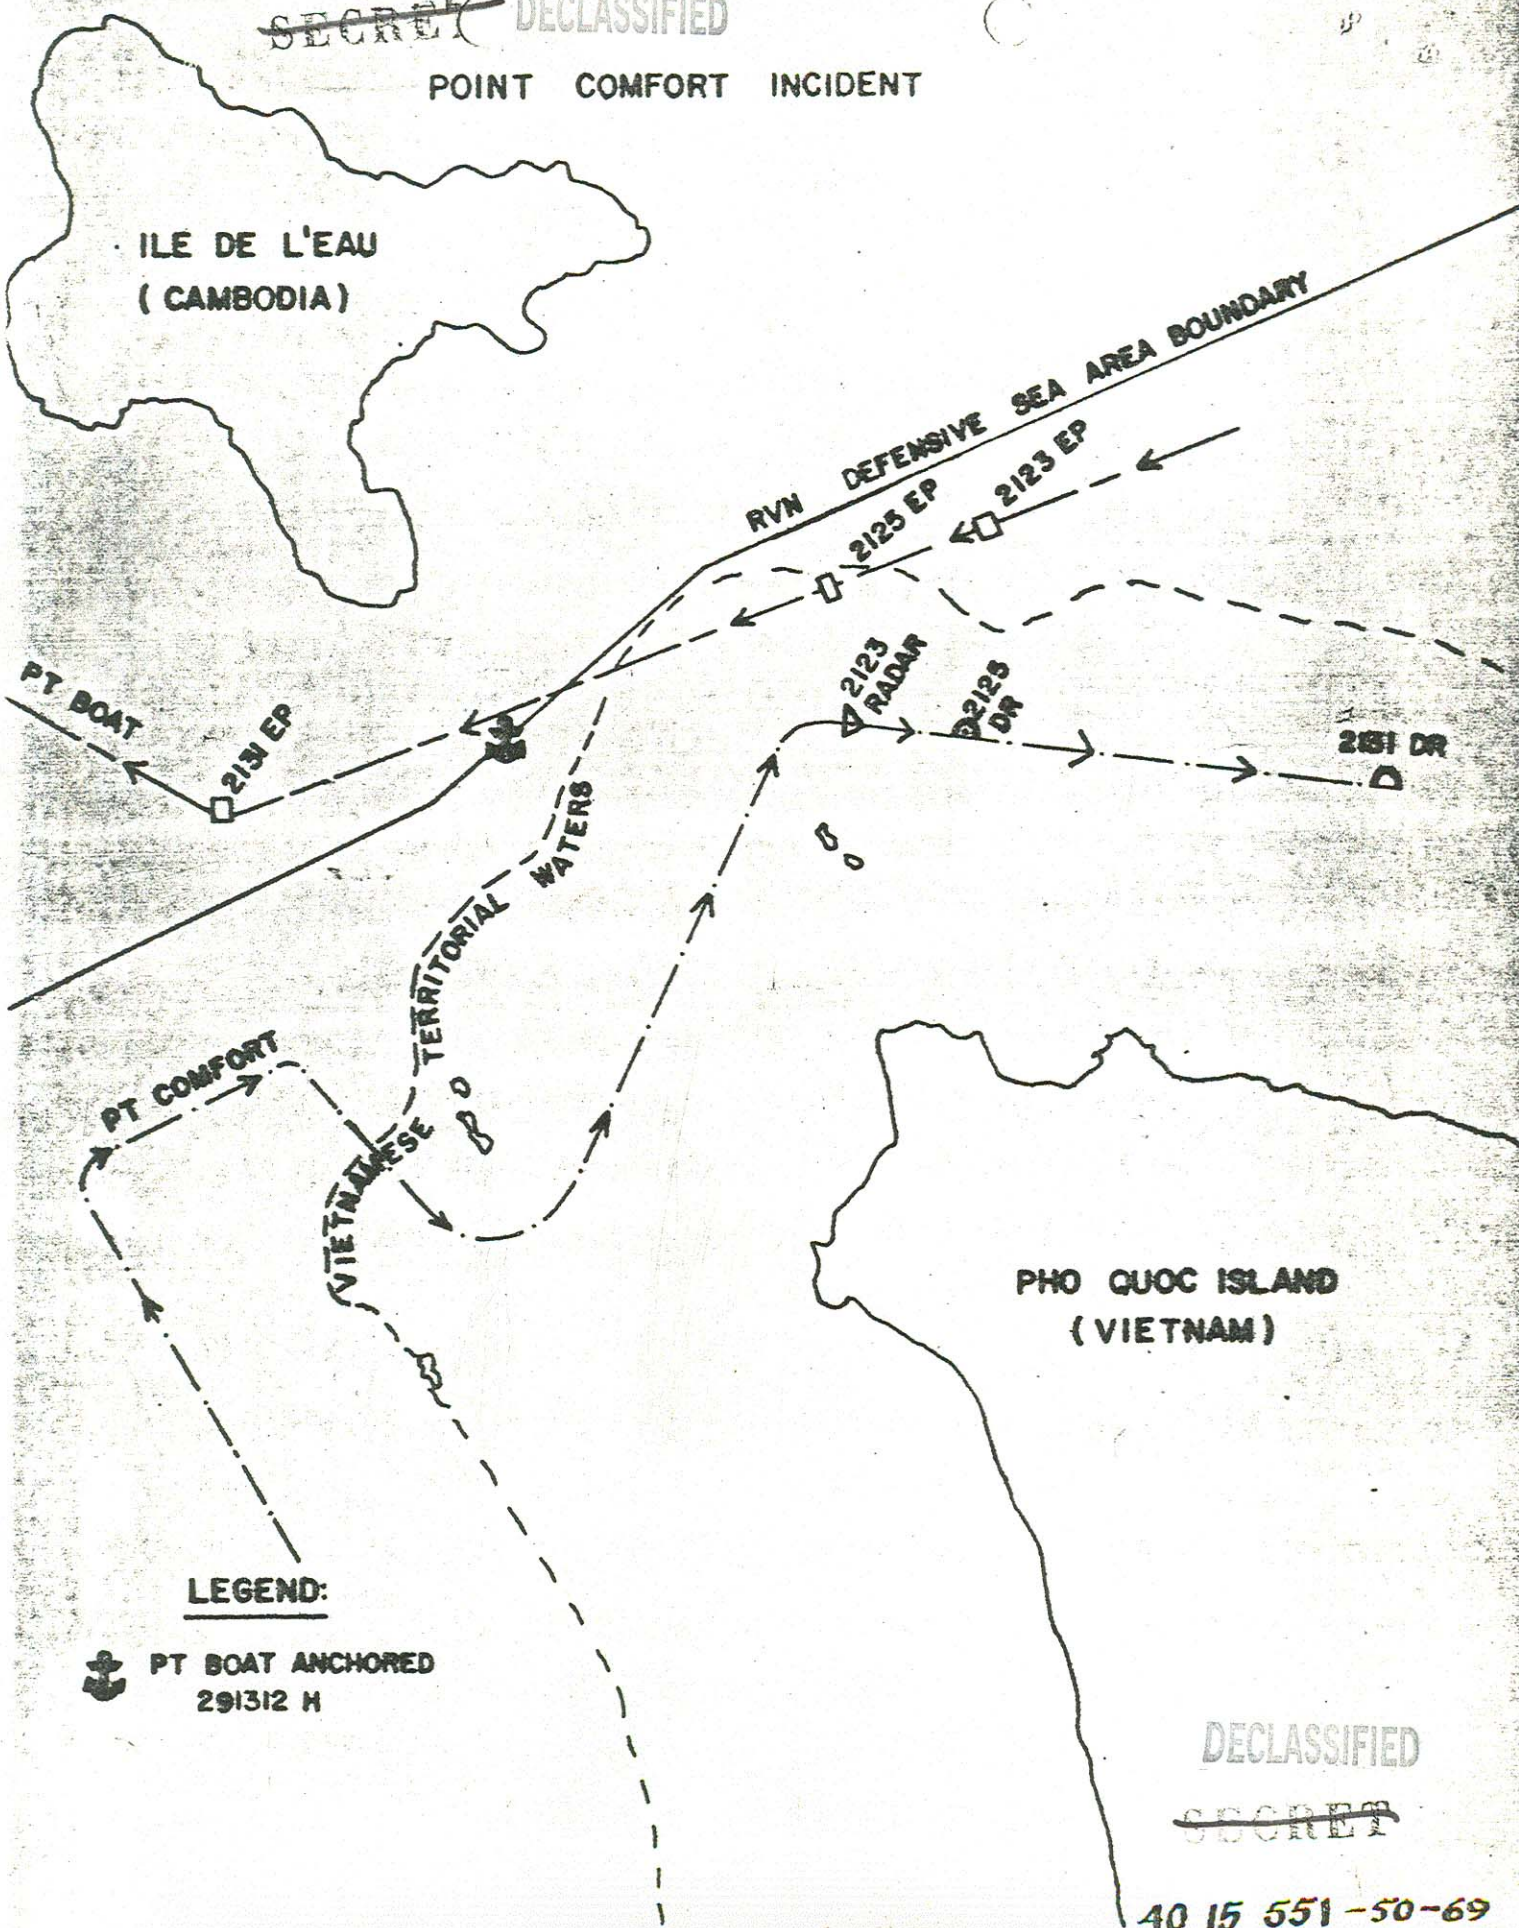 SECRET DECLASSIFIED
POINT COMFORT INCIDENT
ILE DE L'EAU
(CAMBODIA)
RVN DEFENSIVE SEA AREA BOUNDARY
2123 EP
2125 EP
PT BOAT
2131 EP
2123
RADAR
2125
DR
2131 DR
VIETNAMESE TERRITORIAL WATERS
PT COMFORT
PHO QUOC ISLAND
(VIETNAM)
LEGEND:
PT BOAT ANCHORED
291312 H
DECLASSIFIED
SECRET
40 15 551-50-69